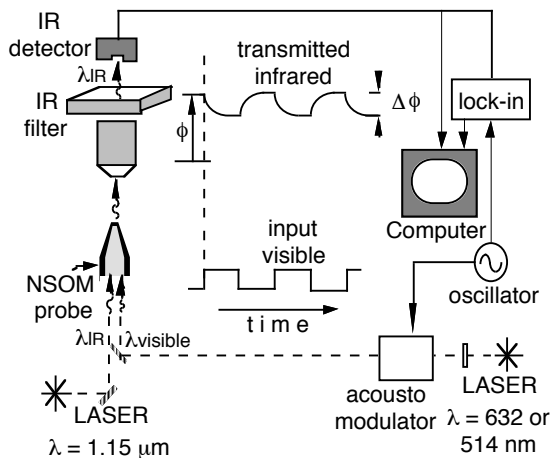 IR
detector
λIR
IR
filter
transmitted
infrared
ϕ
Δϕ
lock-in
Computer
input
visible
NSOM
probe
time
oscillator
λIR
λvisible
LASER
λ = 1.15 µm
acousto
modulator
LASER
λ = 632 or
514 nm